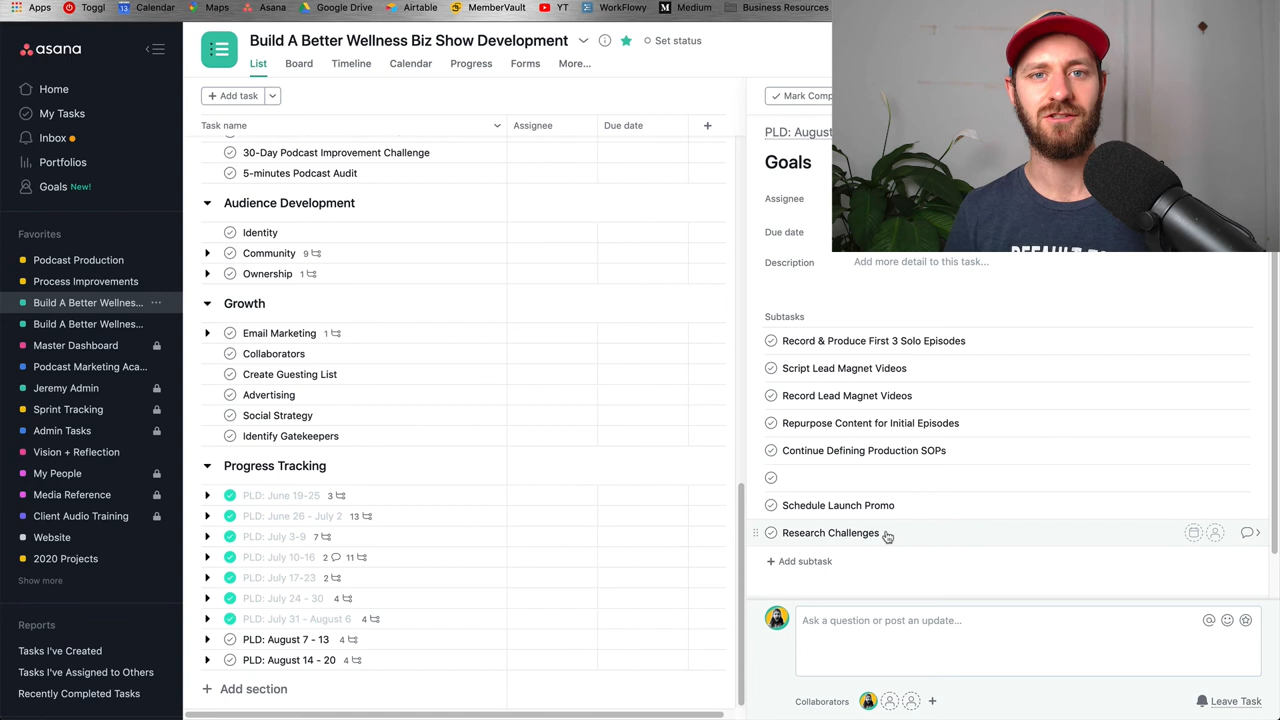 Apps
Toggl
Calendar
Maps
Asana
Google Drive
Airtable
MemberVault
YT
WorkFlowy
Medium
Business Resources
asana
Home
My Tasks
Inbox
Portfolios
Goals New!
Favorites
Podcast Production
Process Improvements
Build A Better Wellnes... ...
Build A Better Wellnes...
Master Dashboard
Podcast Marketing Aca...
Jeremy Admin
Sprint Tracking
Admin Tasks
Vision + Reflection
My People
Media Reference
Client Audio Training
Website
2020 Projects
Show more
Reports
Tasks I've Created
Tasks I've Assigned to Others
Recently Completed Tasks
Build A Better Wellness Biz Show Development
Set status
List Board Timeline Calendar Progress Forms More...
+ Add task
Task name Assignee Due date +
30-Day Podcast Improvement Challenge
5-minutes Podcast Audit
Audience Development
Identity
Community 9
Ownership 1
Growth
Email Marketing 1
Collaborators
Create Guesting List
Advertising
Social Strategy
Identify Gatekeepers
Progress Tracking
PLD: June 19-25 3
PLD: June 26 - July 2 13
PLD: July 3-9 7
PLD: July 10-16 2 11
PLD: July 17-23 2
PLD: July 24 - 30 4
PLD: July 31 - August 6 4
PLD: August 7 - 13 4
PLD: August 14 - 20 4
+ Add section
Mark Comp
PLD: August
Goals
Assignee
Due date
Description Add more detail to this task...
Subtasks
Record & Produce First 3 Solo Episodes
Script Lead Magnet Videos
Record Lead Magnet Videos
Repurpose Content for Initial Episodes
Continue Defining Production SOPs
Schedule Launch Promo
Research Challenges
+ Add subtask
Ask a question or post an update...
Collaborators + Leave Task
DEFAULT